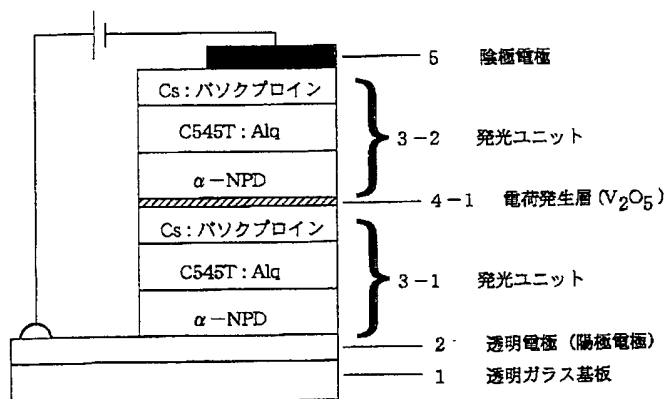 5 陰極電極
Cs：バソクプロイン
C545T：Alq
3－2 発光ユニット
α－NPD
4－1 電荷発生層(V₂O₅)
Cs：バソクプロイン
C545T：Alq
3－1 発光ユニット
α－NPD
2 透明電極（陽極電極）
1 透明ガラス基板